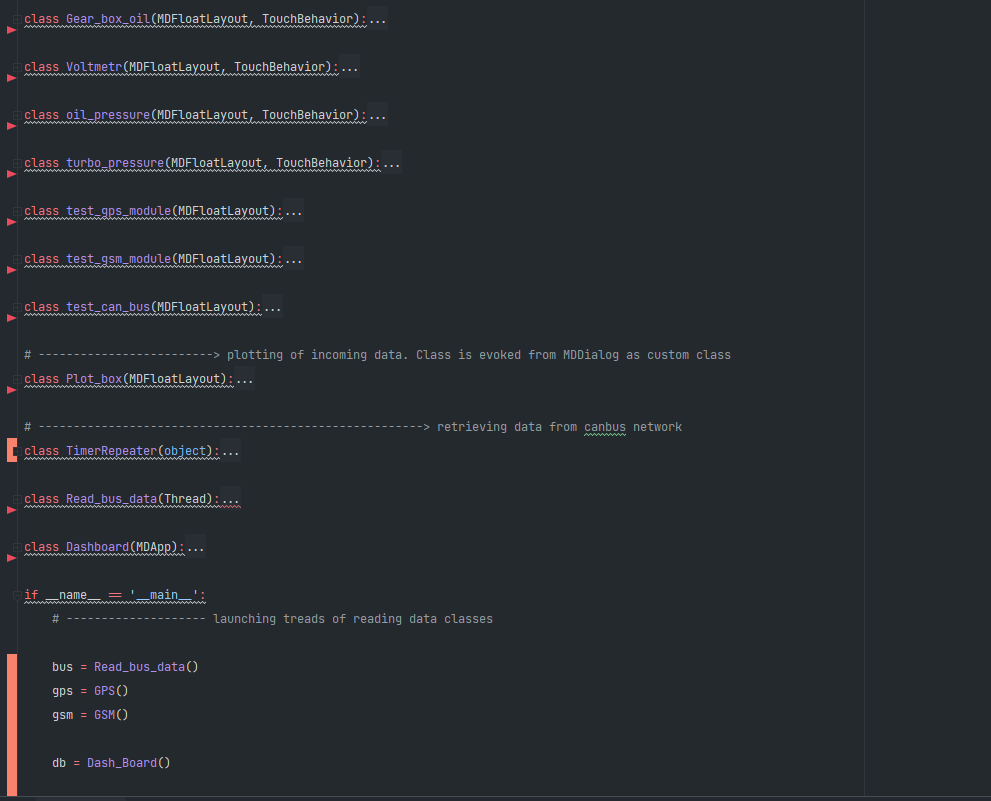 class Gear_box_oil(MDFloatLayout, TouchBehavior):...
class Voltmetr(MDFloatLayout, TouchBehavior):...
class oil_pressure(MDFloatLayout, TouchBehavior):...
class turbo_pressure(MDFloatLayout, TouchBehavior):...
class test_gps_module(MDFloatLayout):...
class test_gsm_module(MDFloatLayout):...
class test_can_bus(MDFloatLayout):...
# -------------------------> plotting of incoming data. Class is evoked from MDDialog as custom class
class Plot_box(MDFloatLayout):...
# -------------------------------------------------------> retrieving data from canbus network
class TimerRepeater(object):...
class Read_bus_data(Thread):...
class Dashboard(MDApp):...
if __name__ == '__main__':
    # -------------------- launching treads of reading data classes
    bus = Read_bus_data()
    gps = GPS()
    gsm = GSM()
    db = Dash_Board()